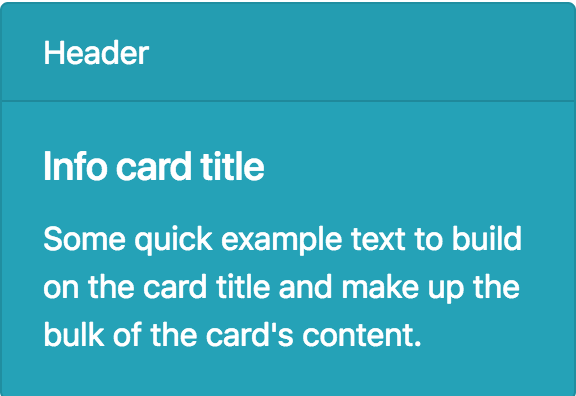 Header
Info card title
Some quick example text to build
on the card title and make up the
bulk of the card's content.